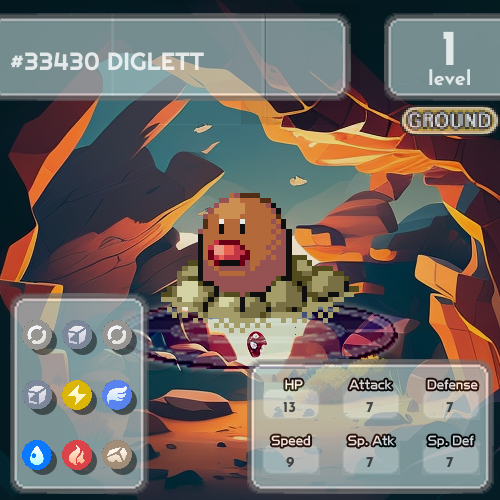 #33430 DIGLETT
1
level
GROUND
HP Attack Defense
13 7 7
Speed Sp. Atk Sp. Def
9 7 7